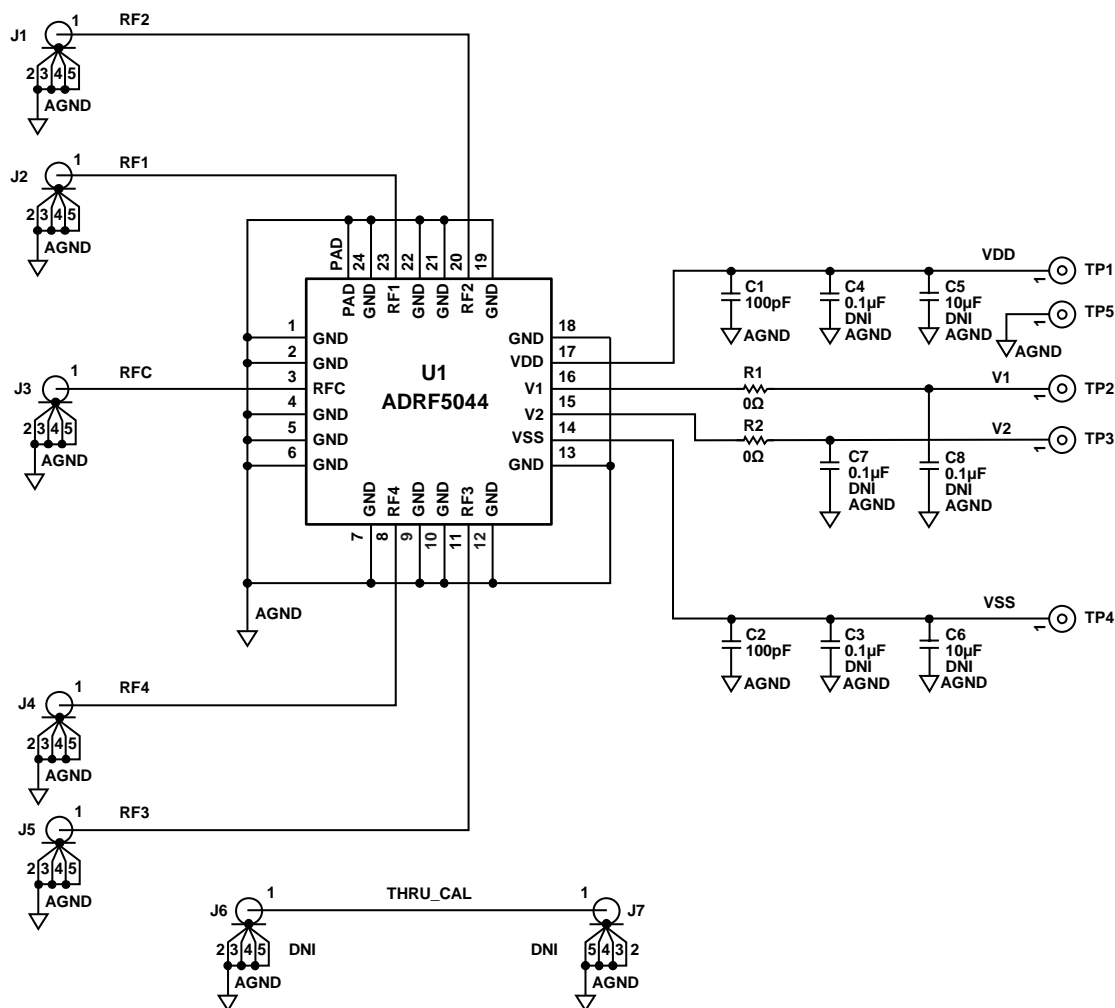 J1
1
RF2
2 3 4 5
AGND
J2
1
RF1
2 3 4 5
AGND
J3
1
RFC
2 3 4 5
AGND
PAD
24
23
22
21
20
19
PAD
GND
RF1
GND
GND
RF2
GND
1
GND
2
GND
3
RFC
4
GND
5
GND
6
GND
U1
ADRF5044
18
GND
17
VDD
16
V1
15
V2
14
VSS
13
GND
GND
RF4
GND
GND
RF3
GND
7
8
9
10
11
12
AGND
VDD
1
TP1
C1
100pF
AGND
C4
0.1µF
DNI
AGND
C5
10µF
DNI
AGND
1
TP5
AGND
R1
0Ω
V1
1
TP2
R2
0Ω
V2
1
TP3
C7
0.1µF
DNI
AGND
C8
0.1µF
DNI
AGND
VSS
1
TP4
C2
100pF
AGND
C3
0.1µF
DNI
AGND
C6
10µF
DNI
AGND
J4
1
RF4
2 3 4 5
AGND
J5
1
RF3
2 3 4 5
AGND
J6
1
THRU_CAL
1
J7
2 3 4 5
DNI
AGND
DNI
5 4 3 2
AGND